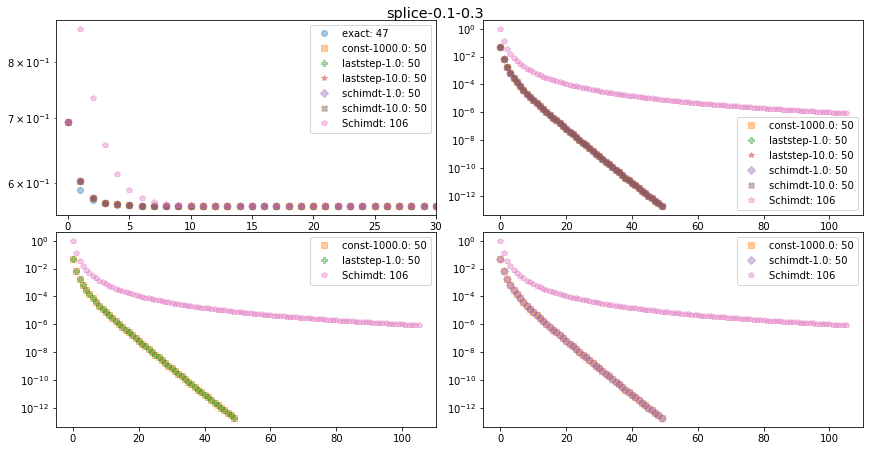 splice-0.1-0.3
8 × 10⁻¹
7 × 10⁻¹
6 × 10⁻¹
0 5 10 15 20 25 30
exact: 47
const-1000.0: 50
laststep-1.0: 50
laststep-10.0: 50
schimdt-1.0: 50
schimdt-10.0: 50
Schimdt: 106
10⁰
10⁻²
10⁻⁴
10⁻⁶
10⁻⁸
10⁻¹⁰
10⁻¹²
0 20 40 60 80 100
const-1000.0: 50
laststep-1.0: 50
laststep-10.0: 50
schimdt-1.0: 50
schimdt-10.0: 50
Schimdt: 106
10⁰
10⁻²
10⁻⁴
10⁻⁶
10⁻⁸
10⁻¹⁰
10⁻¹²
0 20 40 60 80 100
const-1000.0: 50
laststep-1.0: 50
Schimdt: 106
10⁰
10⁻²
10⁻⁴
10⁻⁶
10⁻⁸
10⁻¹⁰
10⁻¹²
0 20 40 60 80 100
const-1000.0: 50
schimdt-1.0: 50
Schimdt: 106